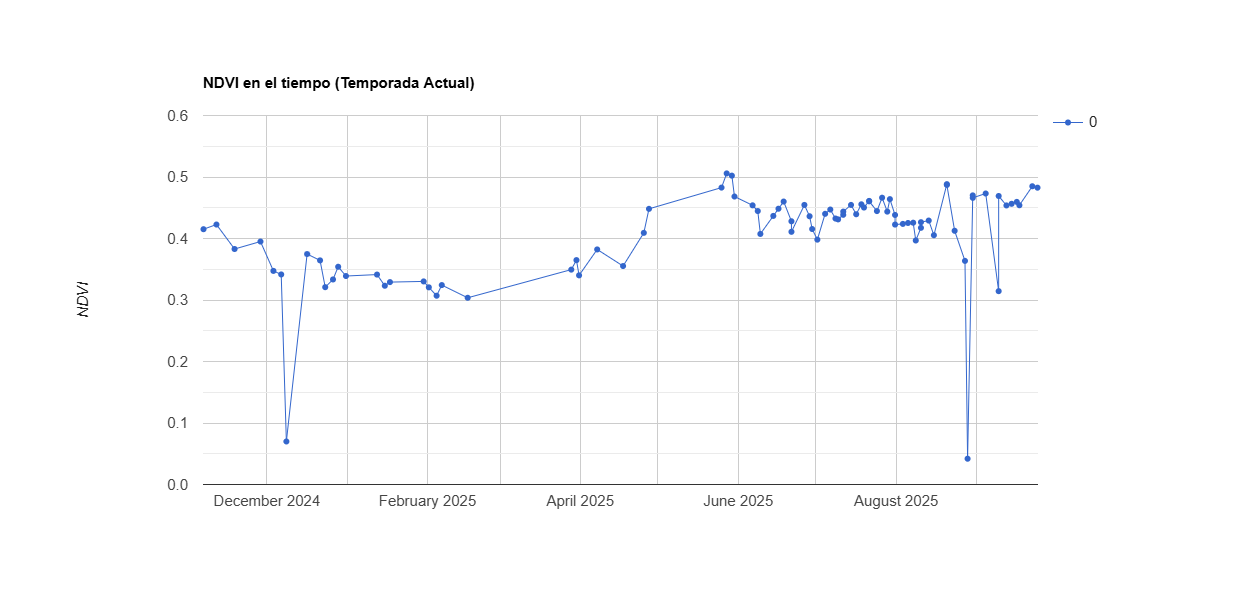 NDVI en el tiempo (Temporada Actual)
0.6
0
0.5
0.4
0.3
NDVI
0.2
0.1
0.0
December 2024
February 2025
April 2025
June 2025
August 2025